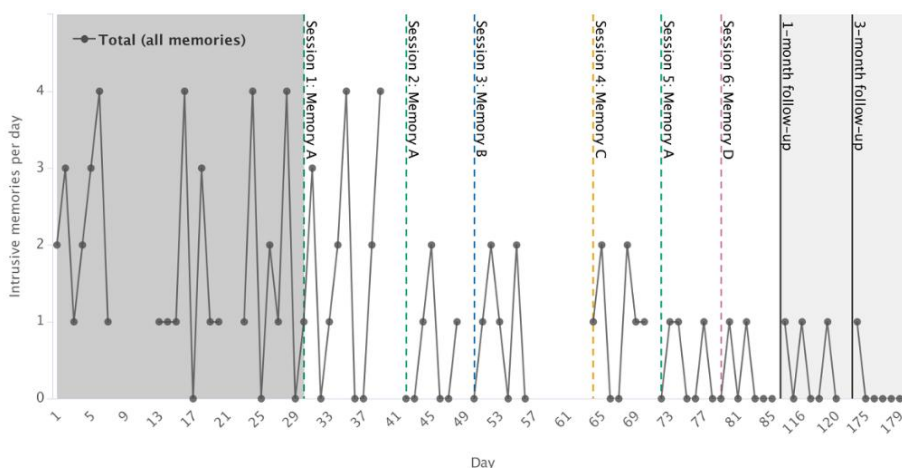 Total (all memories)
Session 1: Memory A
Session 2: Memory A
Session 3: Memory B
Session 4: Memory C
Session 5: Memory A
Session 6: Memory D
1-month follow-up
3-month follow-up
Intrusive memories per day
4
3
2
1
0
1 5 9 13 17 21 25 29 33 37 41 45 49 53 57 61 65 69 73 77 81 85 116 120 175 179
Day